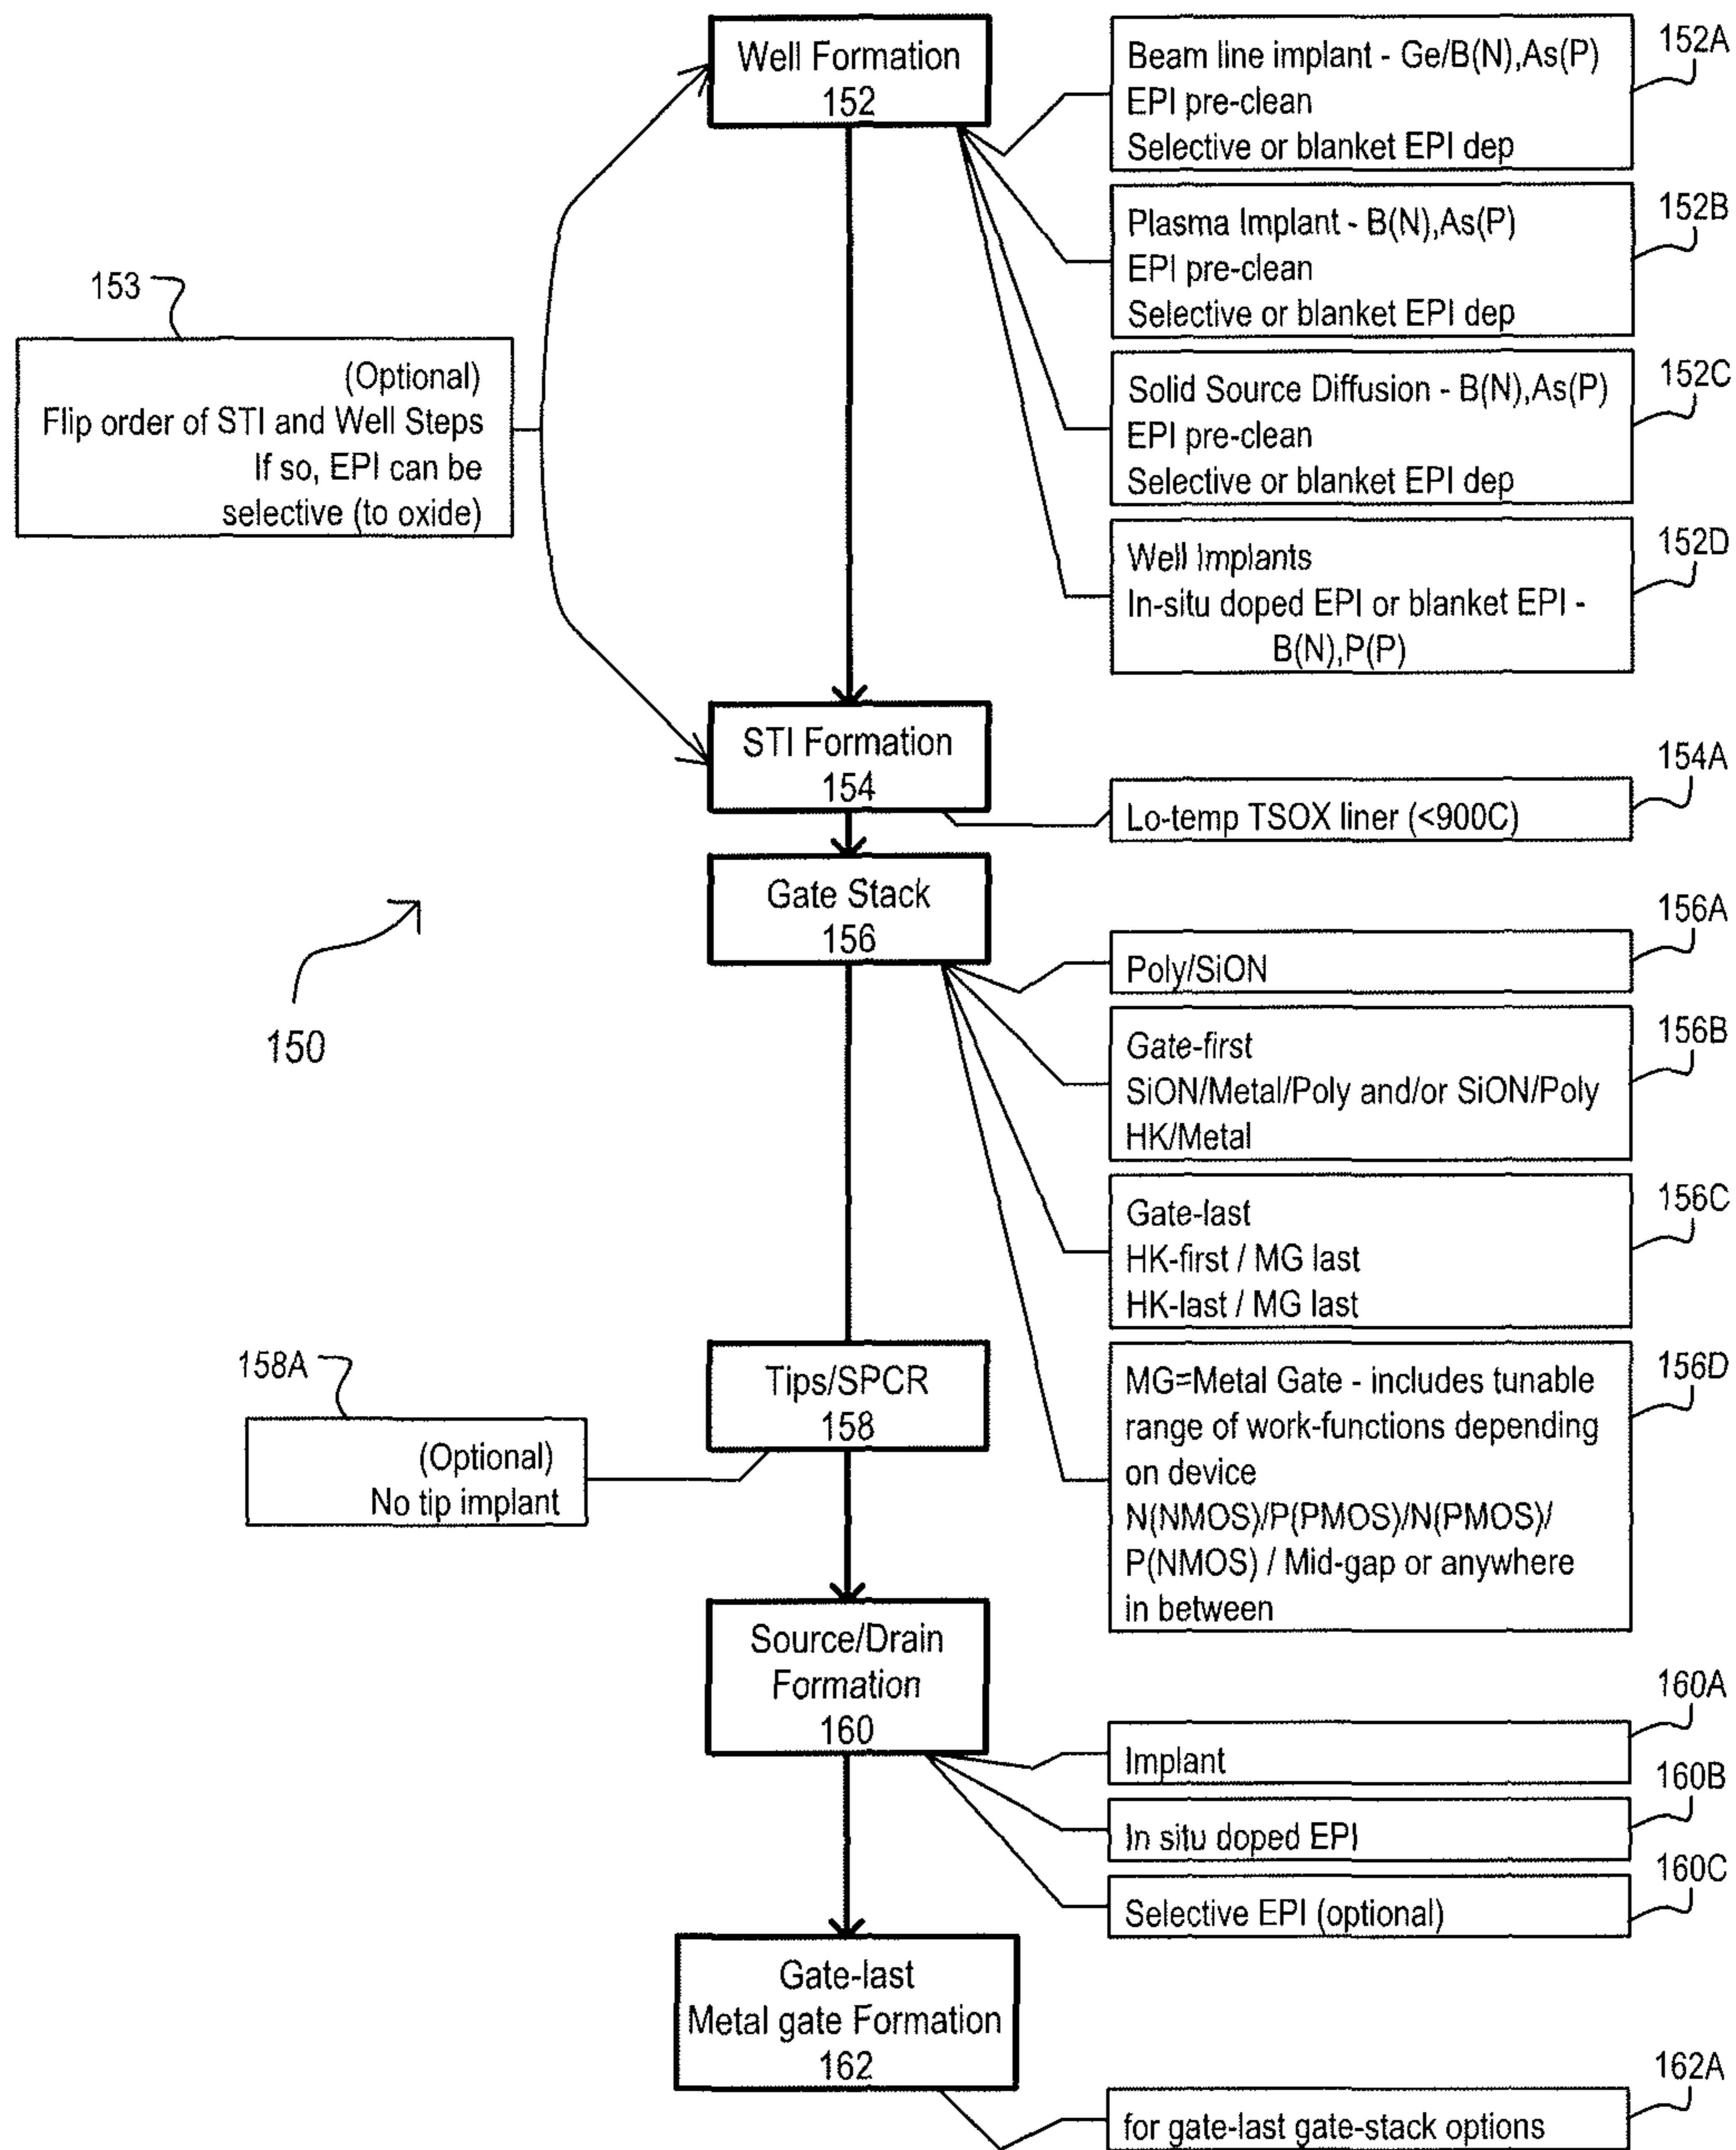 Well Formation
152
152A
Beam line implant - Ge/B(N),As(P)
EPI pre-clean
Selective or blanket EPI dep
152B
Plasma Implant - B(N),As(P)
EPI pre-clean
Selective or blanket EPI dep
153
(Optional)
Flip order of STI and Well Steps
If so, EPI can be
selective (to oxide)
152C
Solid Source Diffusion - B(N),As(P)
EPI pre-clean
Selective or blanket EPI dep
152D
Well Implants
In-situ doped EPI or blanket EPI -
B(N),P(P)
STI Formation
154
154A
Lo-temp TSOX liner (<900C)
Gate Stack
156
150
156A
Poly/SiON
156B
Gate-first
SiON/Metal/Poly and/or SiON/Poly
HK/Metal
156C
Gate-last
HK-first / MG last
HK-last / MG last
158A
(Optional)
No tip implant
Tips/SPCR
158
156D
MG=Metal Gate - includes tunable
range of work-functions depending
on device
N(NMOS)/P(PMOS)/N(PMOS)/
P(NMOS) / Mid-gap or anywhere
in between
Source/Drain
Formation
160
160A
Implant
160B
In situ doped EPI
160C
Selective EPI (optional)
Gate-last
Metal gate Formation
162
162A
for gate-last gate-stack options